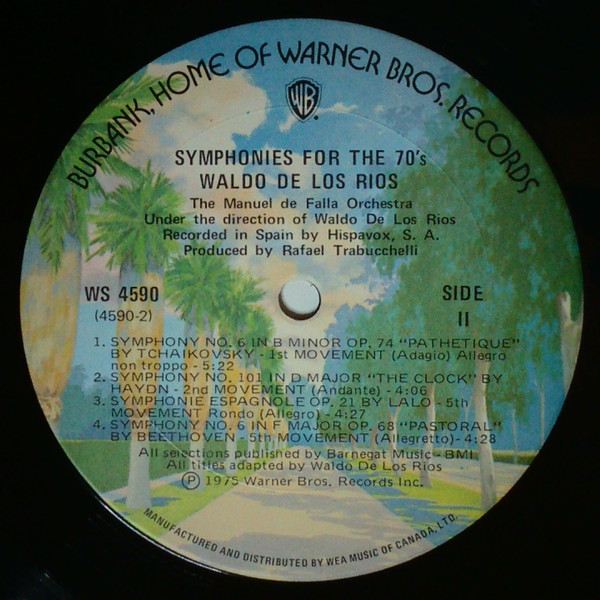 BURBANK, HOME OF WARNER BROS. RECORDS
WB
SYMPHONIES FOR THE 70's
WALDO DE LOS RIOS
The Manuel de Falla Orchestra
Under the direction of Waldo De Los Rios
Recorded in Spain by Hispavox, S. A.
Produced by Rafael Trabucchelli
WS 4590
(4590-2)
SIDE
II
1. SYMPHONY NO. 6 IN B MINOR OP. 74 "PATHETIQUE"
BY TCHAIKOVSKY - 1st MOVEMENT (Adagio) Allegro
non troppo - 5:22
2. SYMPHONY NO. 101 IN D MAJOR "THE CLOCK" BY
HAYDN - 2nd MOVEMENT (Andante) - 4:06
3. SYMPHONIE ESPAGNOLE OP. 21 BY LALO - 5th
MOVEMENT Rondo (Allegro) - 4:27
4. SYMPHONY NO. 6 IN F MAJOR OP. 68 "PASTORAL"
BY BEETHOVEN - 5th MOVEMENT (Allegretto) - 4:28
All selections published by Barnegat Music - BMI
All titles adapted by Waldo De Los Rios
Ⓟ 1975 Warner Bros. Records Inc.
MANUFACTURED AND DISTRIBUTED BY WEA MUSIC OF CANADA, LTD.